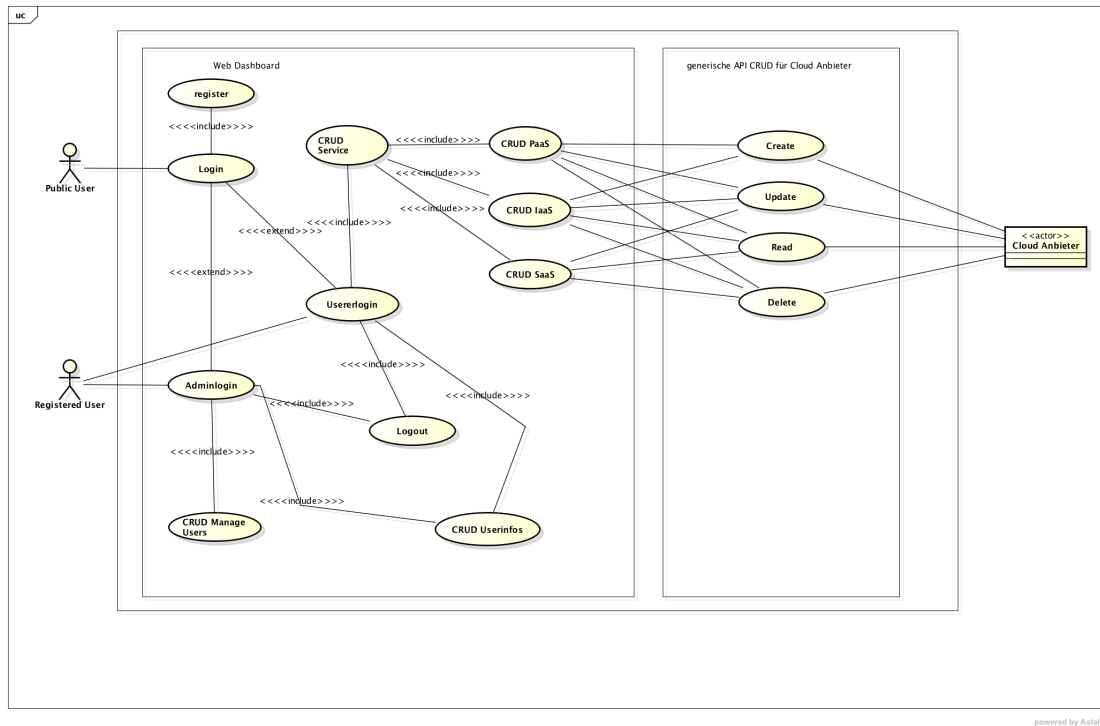 uc
Web Dashboard
generische API CRUD für Cloud Anbieter
register
<<<<include>>>>
CRUD
Service
<<<<include>>>>
CRUD PaaS
Create
Public User
Login
<<<<include>>>>
CRUD IaaS
Update
<<<<include>>>>
<<<<include>>>>
<<<<extend>>>>
<<actor>>
Cloud Anbieter
Read
<<<<extend>>>>
CRUD SaaS
Usererlogin
Delete
<<<<include>>>>
Registered User
Adminlogin
<<<<include>>>>
<<<<include>>>>
Logout
<<<<include>>>>
<<<<include>>>>
CRUD Manage
Users
CRUD Userinfos
powered by Astah